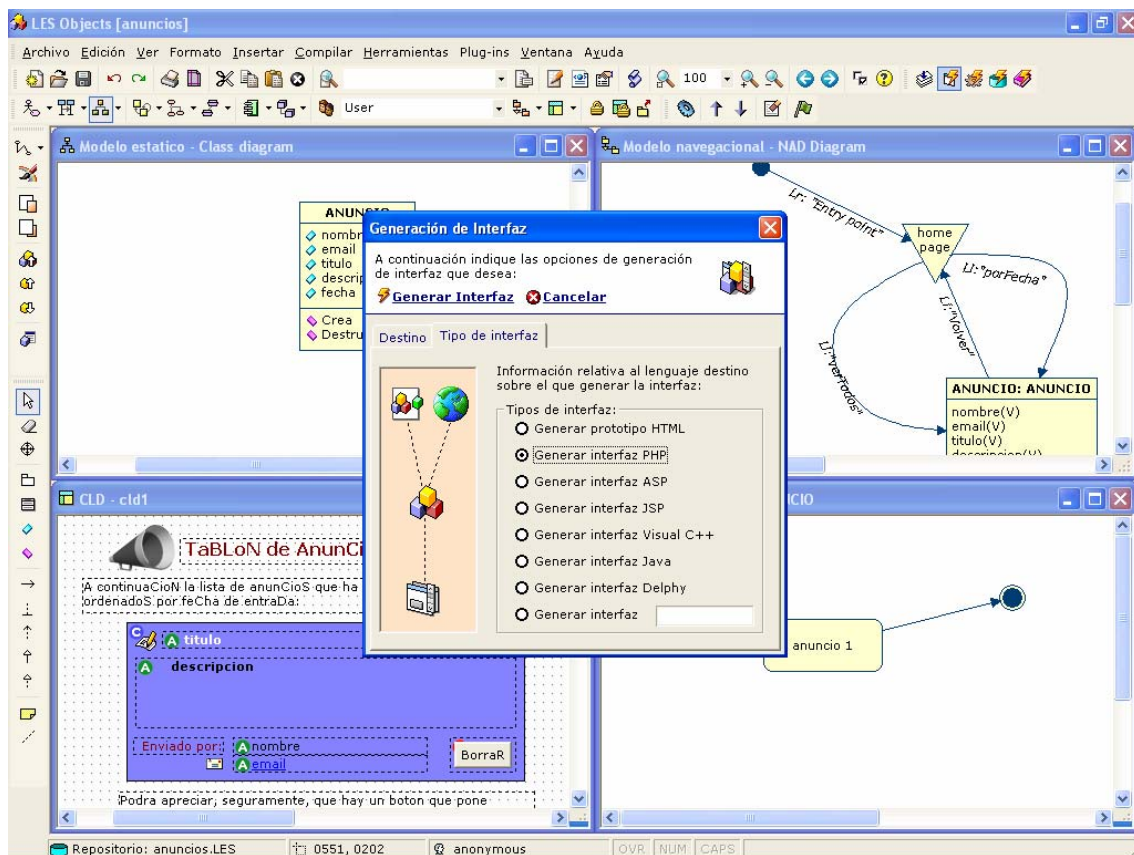 LES Objects [anuncios]
Archivo Edición Ver Formato Insertar Compilar Herramientas Plug-ins Ventana Ayuda
100
User
Modelo estatico - Class diagram
Modelo navegacional - NAD Diagram
nombr
email
titulo
descrip
fecha
Crea
Destru
Generación de Interfaz
A continuación indique las opciones de generación
de interfaz que desea:
Generar Interfaz Cancelar
Destino Tipo de interfaz
Información relativa al lenguaje destino
sobre el que generar la interfaz:
Tipos de interfaz:
Generar prototipo HTML
Generar interfaz PHP
Generar interfaz ASP
Generar interfaz JSP
Generar interfaz Visual C++
Generar interfaz Java
Generar interfaz Delphy
Generar interfaz
Lr: "Entry point"
home
page
LI: "porFecha"
LI:"Volver"
LI:"verTodos"
ANUNCIO: ANUNCIO
nombre(V)
email(V)
titulo(V)
CLD - cld1
TaBLoN de AnunCi
A continuaCioN la lista de anunCioS que ha
ordenadoS por feCha de entraDa:
C
A titulo
A descripcion
Enviado por: A nombre
A email
BorraR
Podra apreciar, seguramente, que hay un boton que pone
CIO
anuncio 1
Repositorio: anuncios.LES 0551, 0202 anonymous OVR NUM CAPS